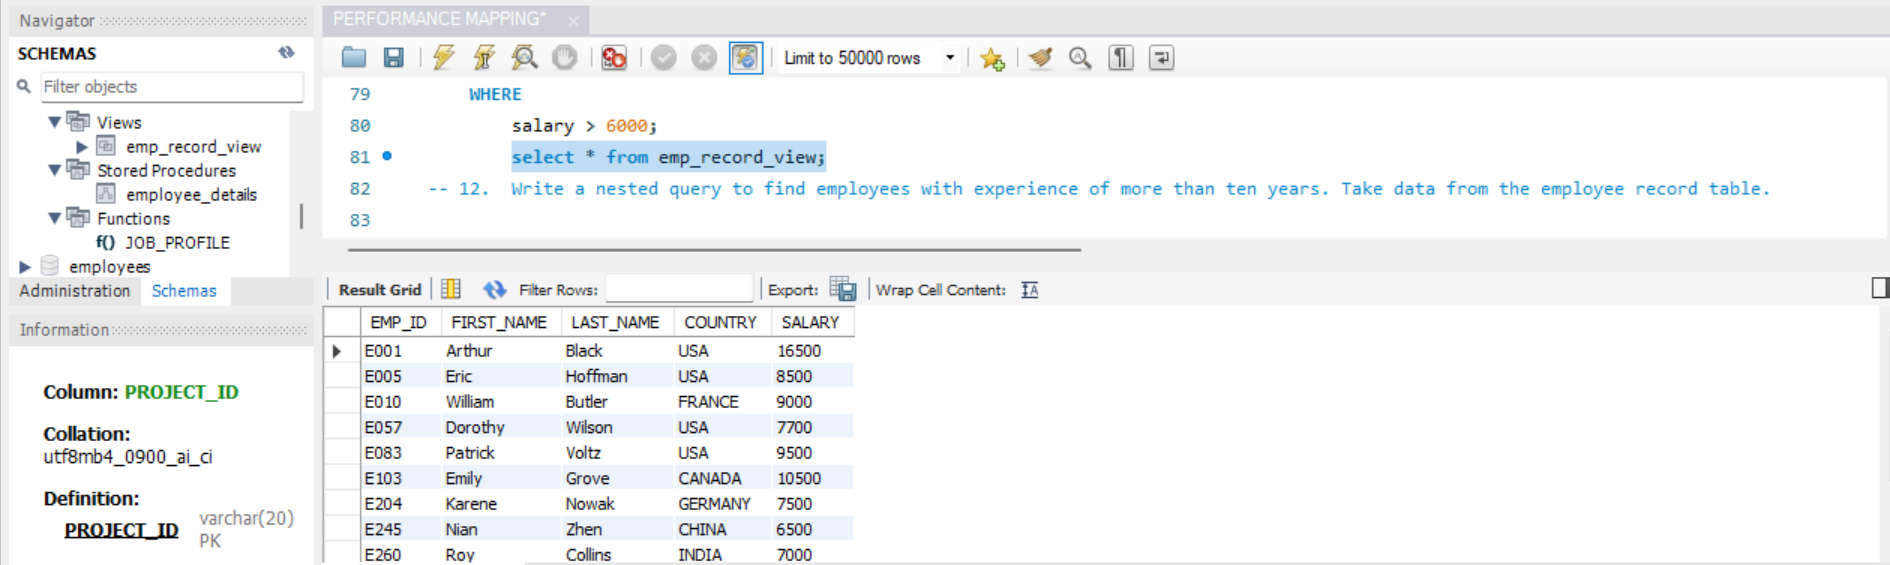 Navigator
SCHEMAS
Filter objects
Views
emp_record_view
Stored Procedures
employee_details
Functions
f() JOB_PROFILE
employees
Administration Schemas
Information
Column: PROJECT_ID
Collation:
utf8mb4_0900_ai_ci
Definition:
PROJECT_ID varchar(20)
PK
PERFORMANCE MAPPING*
Limit to 50000 rows
79 WHERE
80 salary > 6000;
81 select * from emp_record_view;
82 -- 12. Write a nested query to find employees with experience of more than ten years. Take data from the employee record table.
83
Result Grid Filter Rows: Export: Wrap Cell Content:
EMP_ID FIRST_NAME LAST_NAME COUNTRY SALARY
E001 Arthur Black USA 16500
E005 Eric Hoffman USA 8500
E010 William Butler FRANCE 9000
E057 Dorothy Wilson USA 7700
E083 Patrick Voltz USA 9500
E103 Emily Grove CANADA 10500
E204 Karene Nowak GERMANY 7500
E245 Nian Zhen CHINA 6500
E260 Roy Collins INDIA 7000